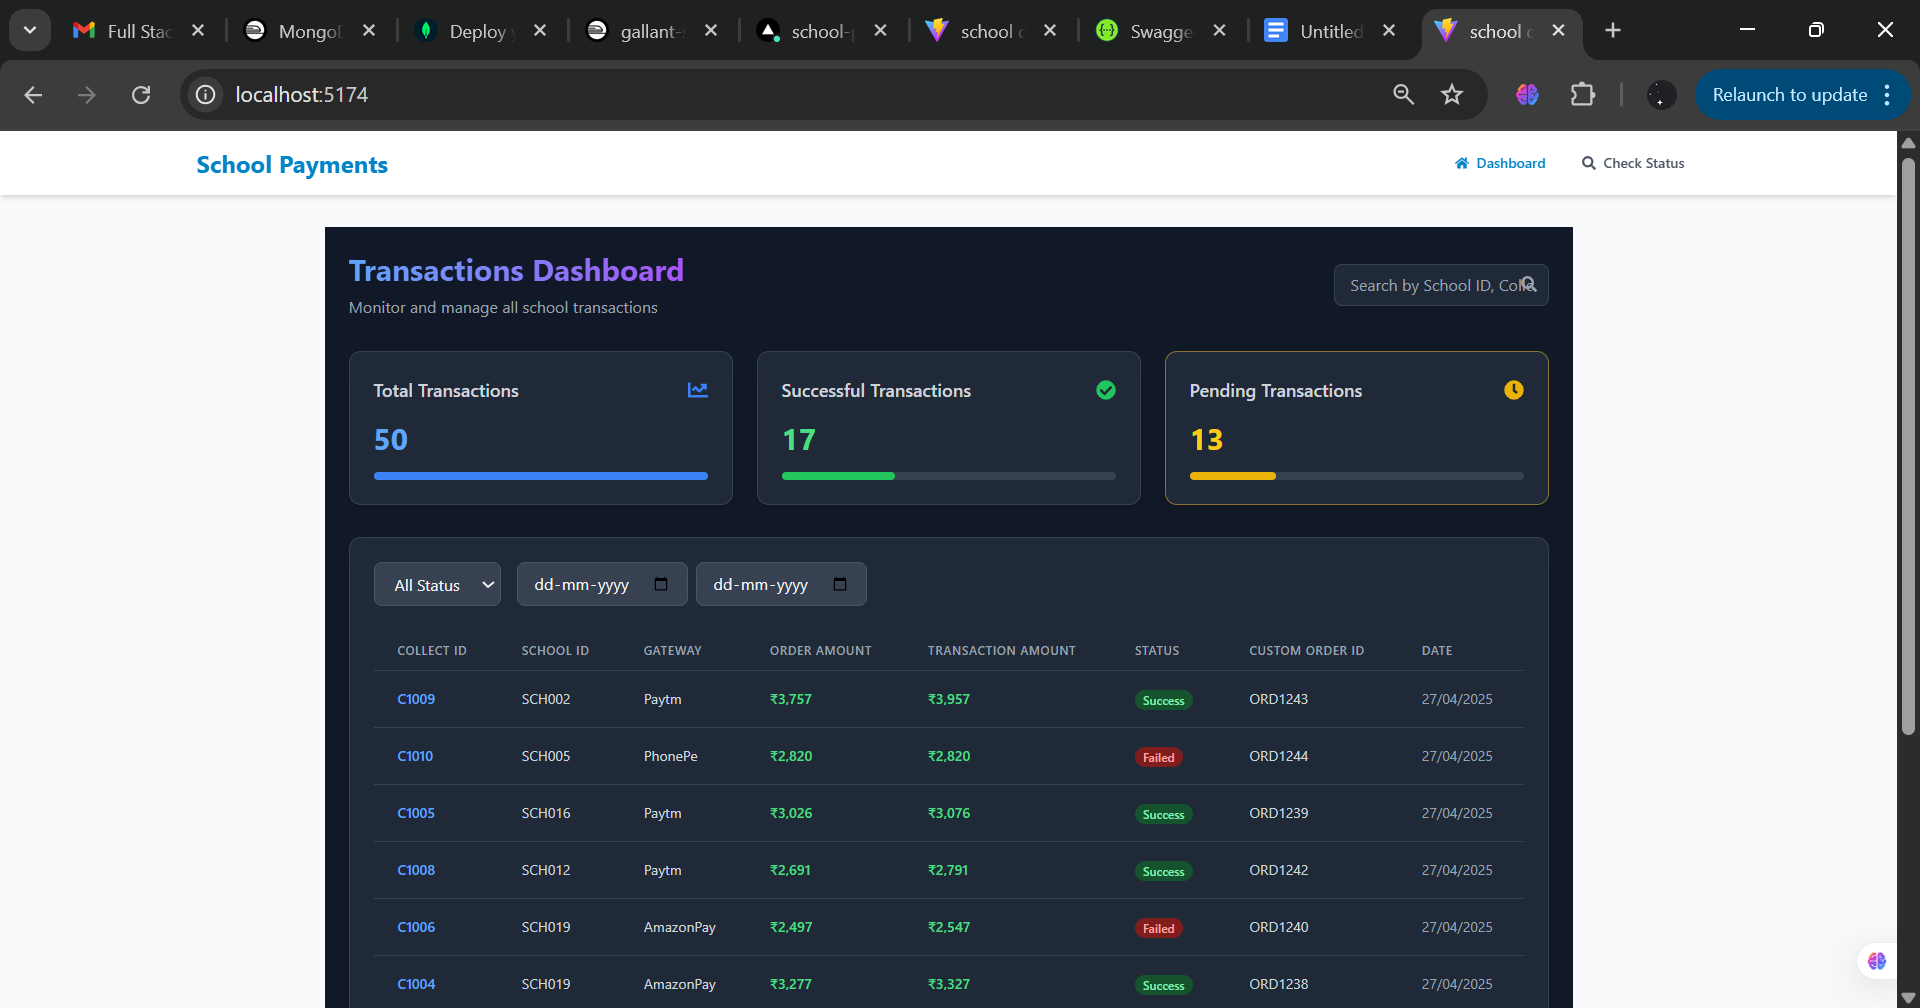 Full Stac
MongoD
Deploy
gallant-
school-p
school c
Swagge
Untitled
school c
localhost:5174
Relaunch to update
School Payments
Dashboard
Check Status
Transactions Dashboard
Monitor and manage all school transactions
Search by School ID, Colle
Total Transactions
50
Successful Transactions
17
Pending Transactions
13
All Status
dd-mm-yyyy
dd-mm-yyyy
COLLECT ID SCHOOL ID GATEWAY ORDER AMOUNT TRANSACTION AMOUNT STATUS CUSTOM ORDER ID DATE
C1009 SCH002 Paytm ₹3,757 ₹3,957 Success ORD1243 27/04/2025
C1010 SCH005 PhonePe ₹2,820 ₹2,820 Failed ORD1244 27/04/2025
C1005 SCH016 Paytm ₹3,026 ₹3,076 Success ORD1239 27/04/2025
C1008 SCH012 Paytm ₹2,691 ₹2,791 Success ORD1242 27/04/2025
C1006 SCH019 AmazonPay ₹2,497 ₹2,547 Failed ORD1240 27/04/2025
C1004 SCH019 AmazonPay ₹3,277 ₹3,327 Success ORD1238 27/04/2025